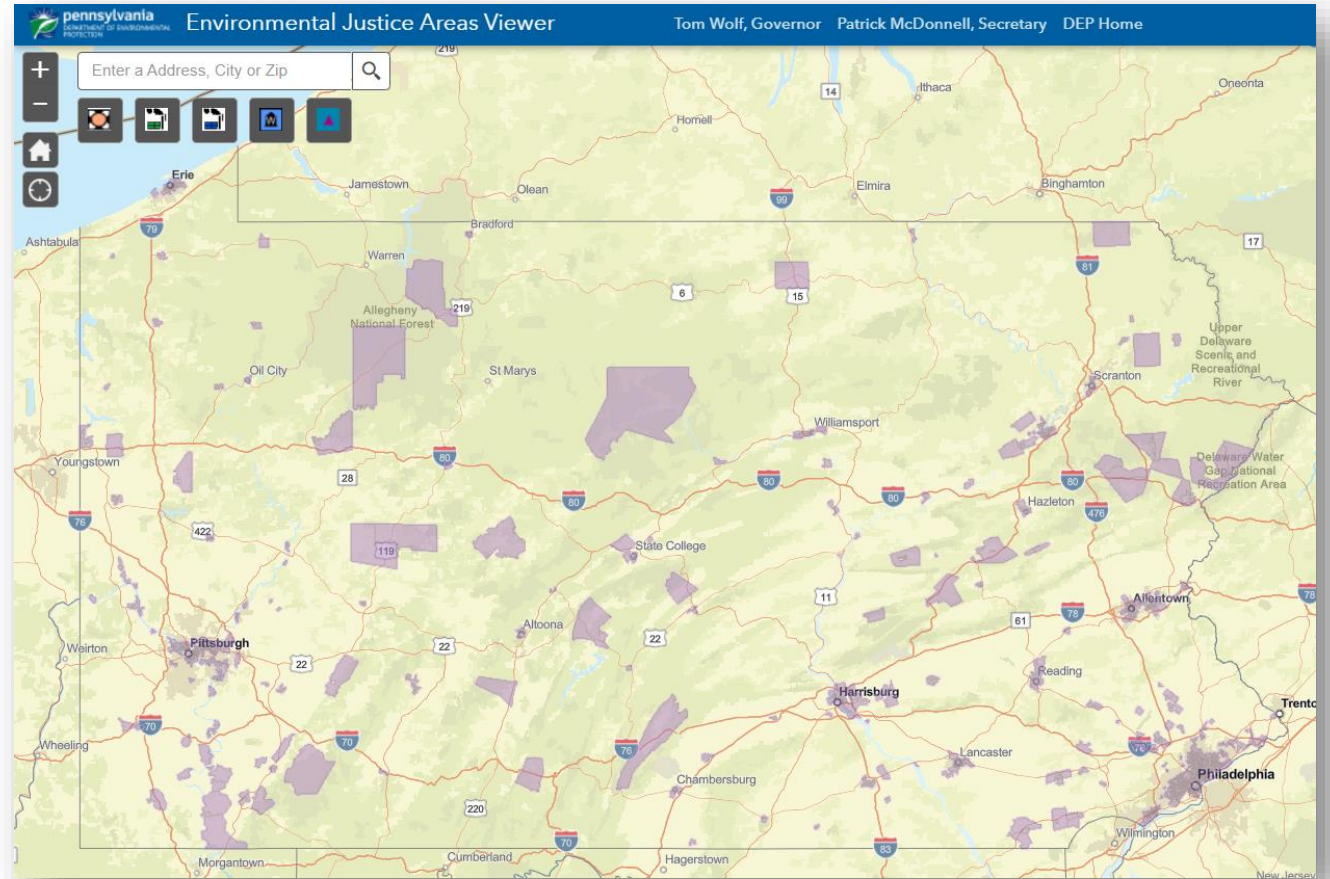 pennsylvania
DEPARTMENT OF ENVIRONMENTAL
PROTECTION
Environmental Justice Areas Viewer
Tom Wolf, Governor Patrick McDonnell, Secretary DEP Home
+
Enter a Address, City or Zip
−
W
219
14
Ithaca
Oneonta
Hornell
Erie
Jamestown
Olean
99
Elmira
Binghamton
Bradford
79
Ashtabula
Warren
17
81
6
15
Allegheny
National Forest
219
Upper
Delaware
Scenic and
Recreational
River
Oil City
St Marys
Scranton
Williamsport
Youngstown
80
28
80
80
80
80
Delaware Water
Gap National
Recreation Area
Hazleton
476
76
422
119
State College
11
61
78
Allentown
78
Altoona
22
22
22
Weirton
Pittsburgh
Reading
Harrisburg
Trento
70
70
76
76
Wheeling
Lancaster
Chambersburg
Philadelphia
220
70
83
Wilmington
Morgantown
Cumberland
Hagerstown
New Jersey